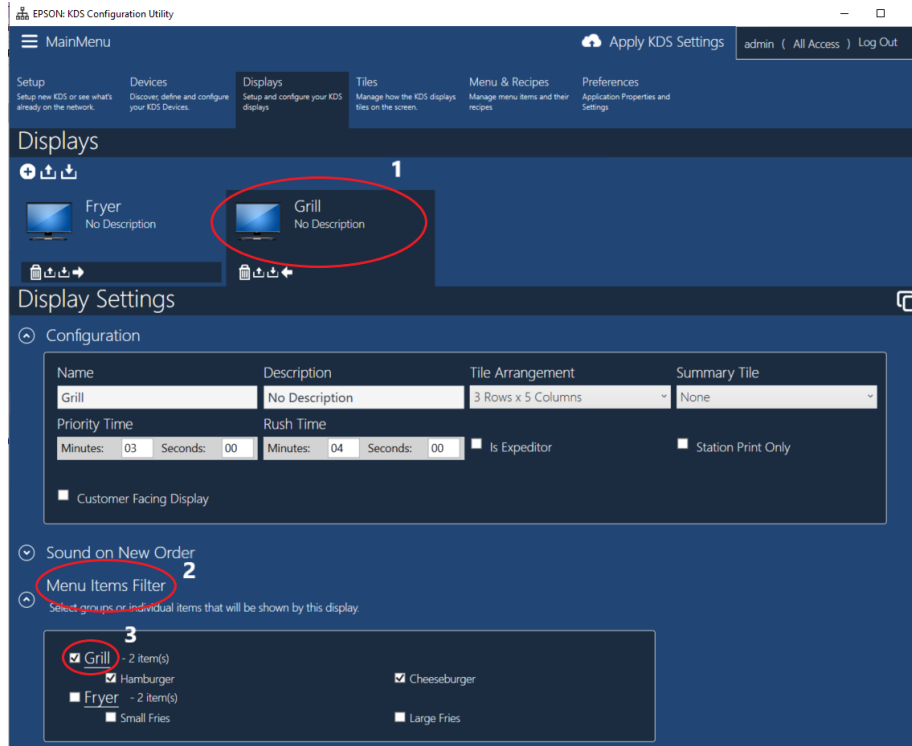 EPSON: KDS Configuration Utility
MainMenu
Apply KDS Settings
admin ( All Access ) Log Out
Setup
Setup new KDS or see what's
already on the network.
Devices
Discover, define and configure
your KDS Devices.
Displays
Setup and configure your KDS
displays
Tiles
Manage how the KDS displays
tiles on the screen.
Menu & Recipes
Manage menu items and their
recipes
Preferences
Application Properties and
Settings
Displays
1
Fryer
No Description
Grill
No Description
Display Settings
Configuration
Name
Description
Tile Arrangement
Summary Tile
Grill
No Description
3 Rows x 5 Columns
None
Priority Time
Rush Time
Minutes: 03 Seconds: 00
Minutes: 04 Seconds: 00
Is Expeditor
Station Print Only
Customer Facing Display
Sound on New Order
2
Menu Items Filter
Select groups or individual items that will be shown by this display.
3
Grill - 2 item(s)
Hamburger
Cheeseburger
Fryer - 2 item(s)
Small Fries
Large Fries